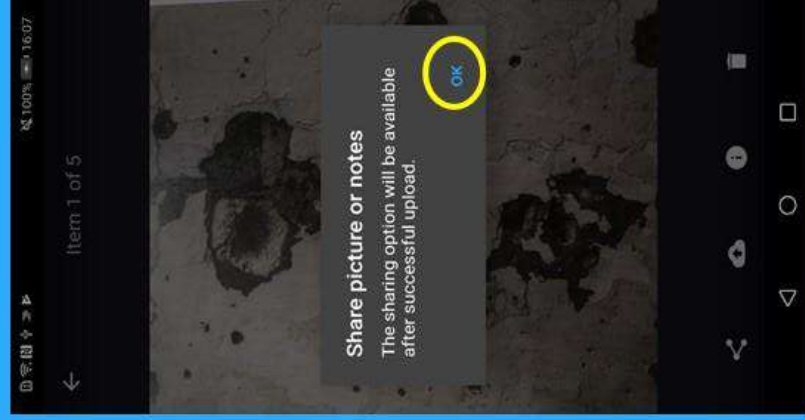 100% 16:07
Item 1 of 5
Share picture or notes
The sharing option will be available
after successful upload.
OK